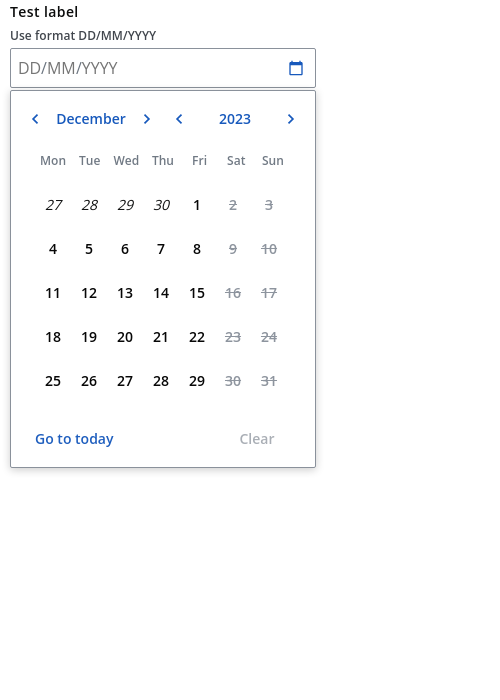 Test label
Use format DD/MM/YYYY
DD/MM/YYYY
December 2023
Mon Tue Wed Thu Fri Sat Sun
27 28 29 30 1 2 3
4 5 6 7 8 9 10
11 12 13 14 15 16 17
18 19 20 21 22 23 24
25 26 27 28 29 30 31
Go to today Clear